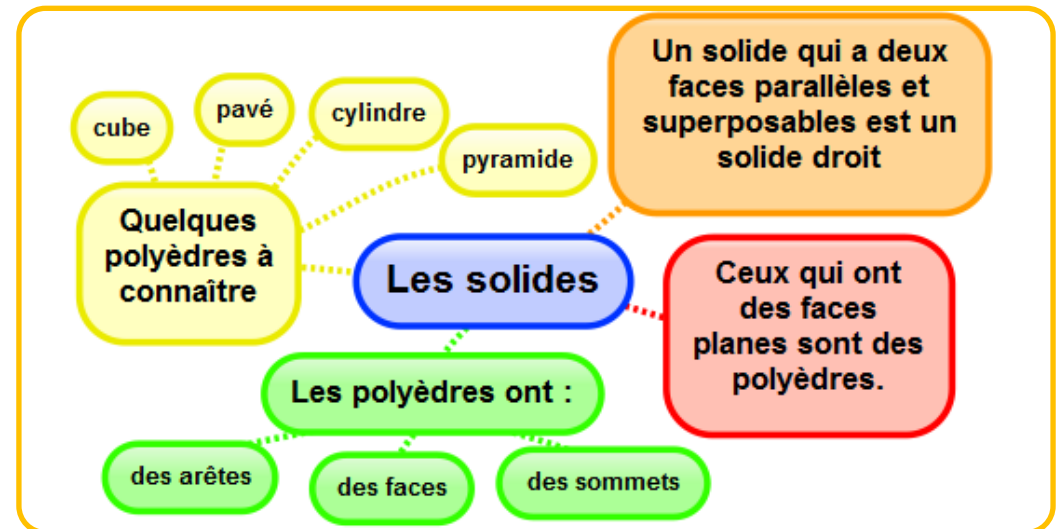 Un solide qui a deux
faces parallèles et
superposables est un
solide droit
cube
pavé
cylindre
pyramide
Quelques
polyèdres à
connaître
Les solides
Ceux qui ont
des faces
planes sont des
polyèdres.
Les polyèdres ont :
des arêtes
des faces
des sommets